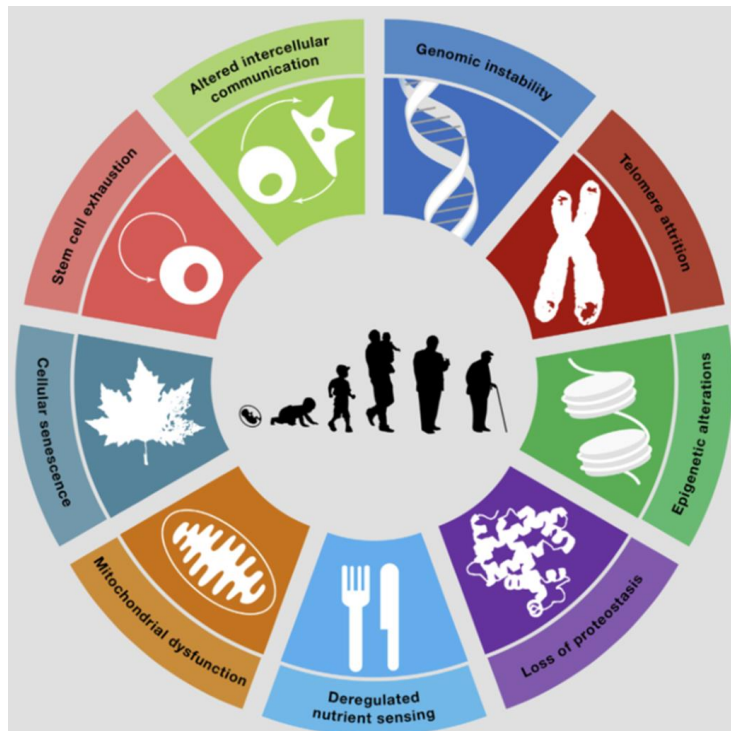 Altered intercellular
communication
Genomic instability
Telomere attrition
Epigenetic alterations
Loss of proteostasis
Deregulated
nutrient sensing
Mitochondrial dysfunction
Cellular senescence
Stem cell exhaustion